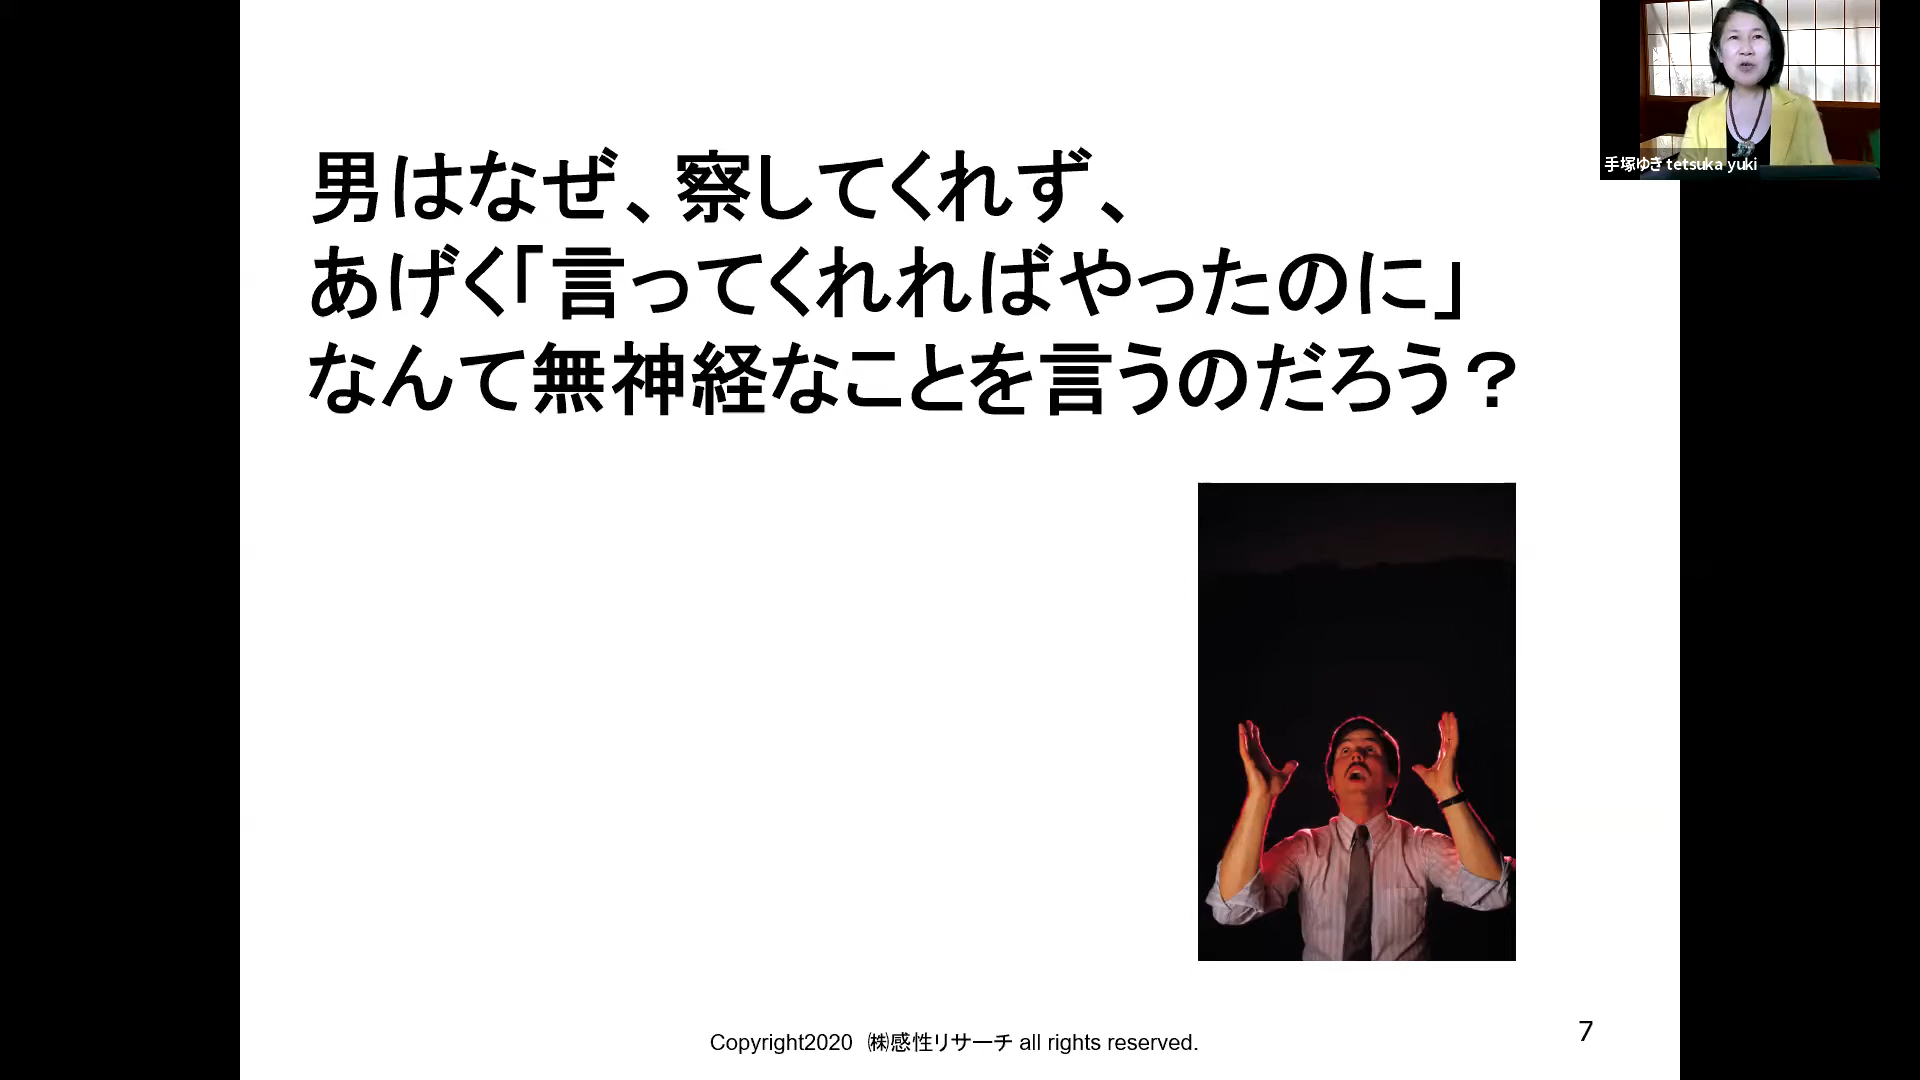 男はなぜ、察してくれず、
あげく「言ってくれればやったのに」
なんて無神経なことを言うのだろう？
手塚ゆき tetsuka yuki
Copyright2020 ㈱感性リサーチ all rights reserved.
7